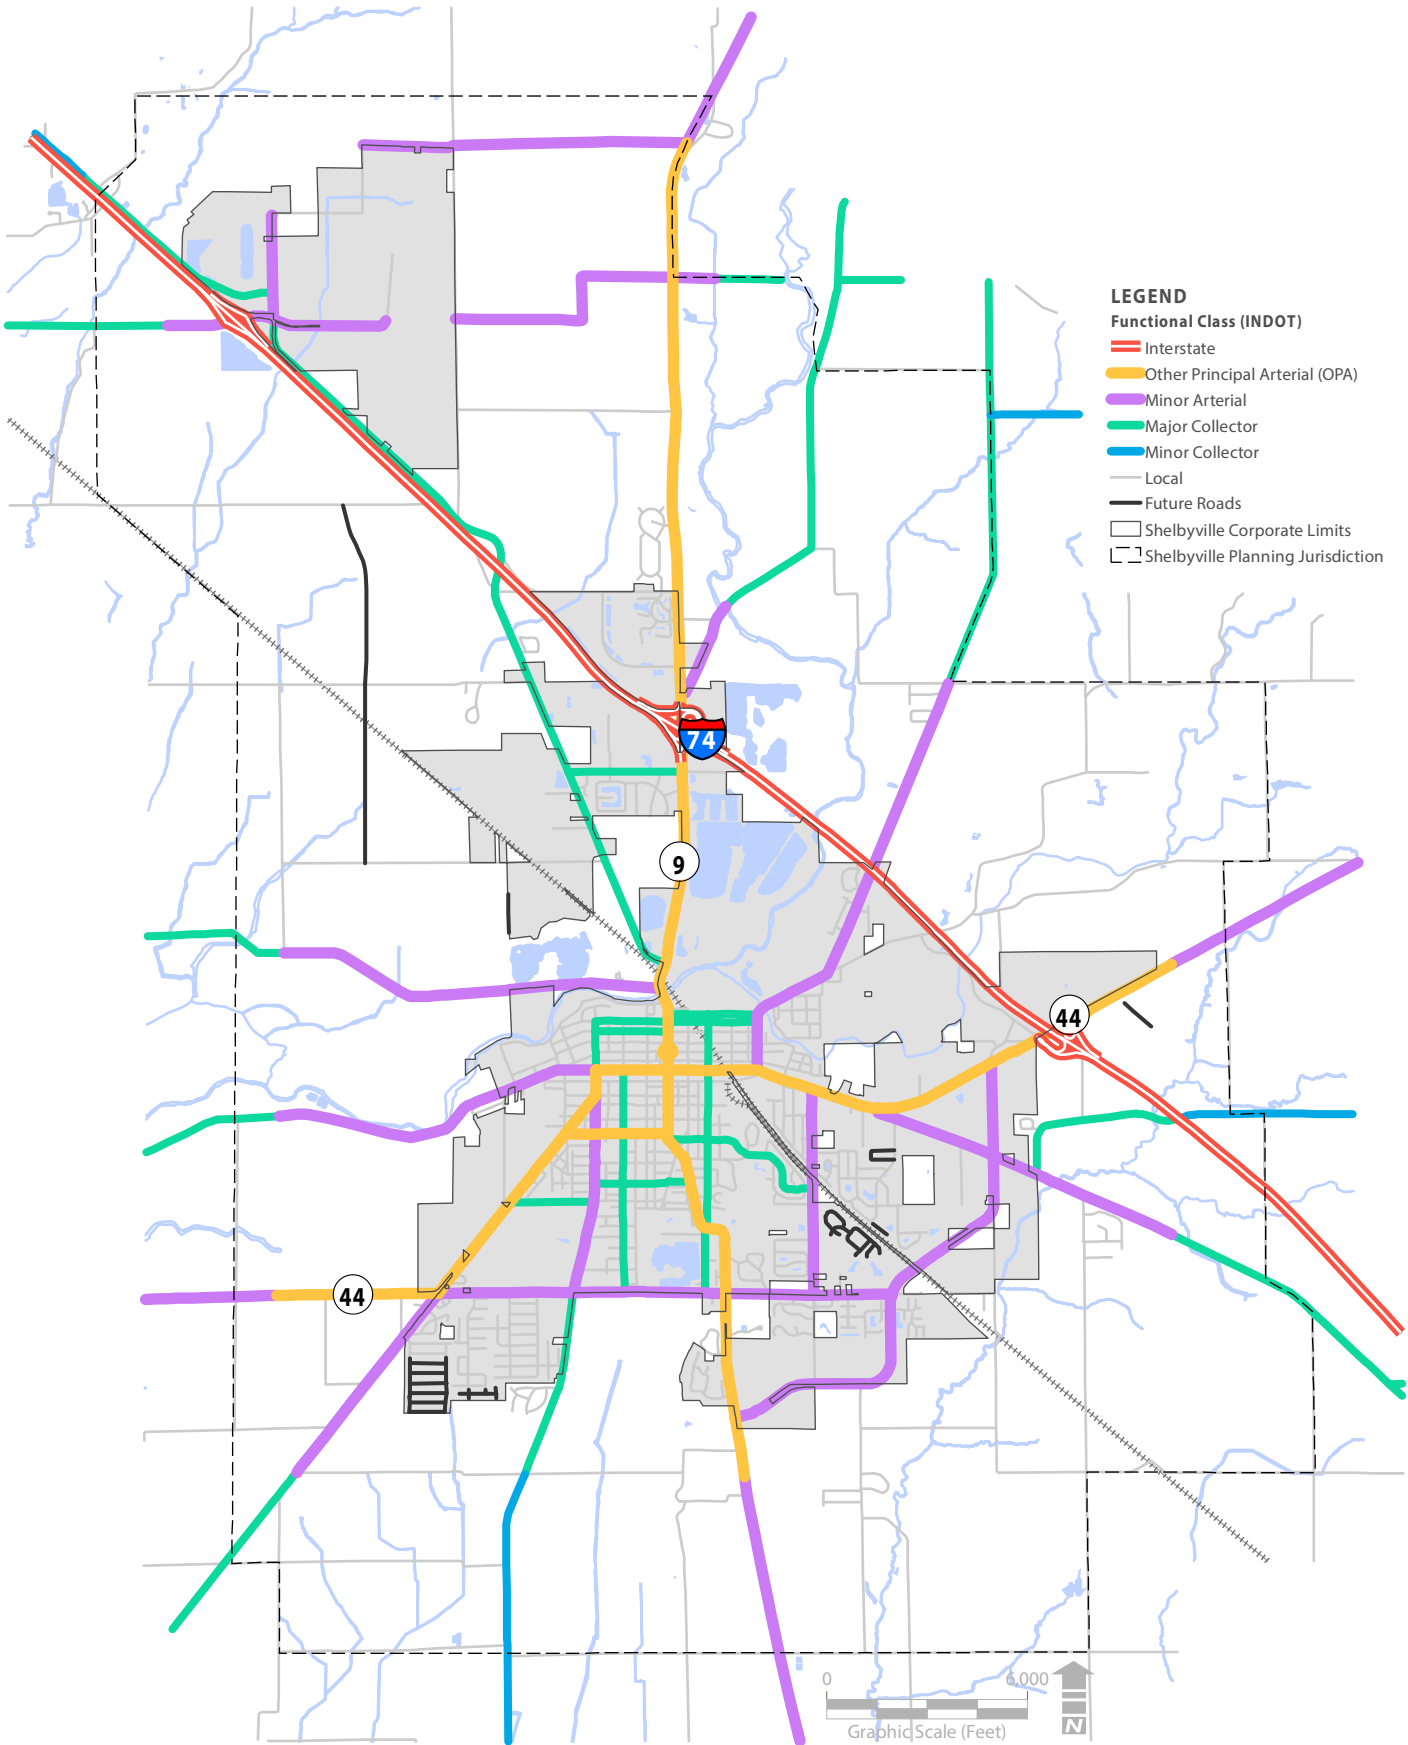 LEGEND
Functional Class (INDOT)
Interstate
Other Principal Arterial (OPA)
Minor Arterial
Major Collector
Minor Collector
Local
Future Roads
Shelbyville Corporate Limits
Shelbyville Planning Jurisdiction
74
9
44
44
0 6,000
Graphic Scale (Feet)
N